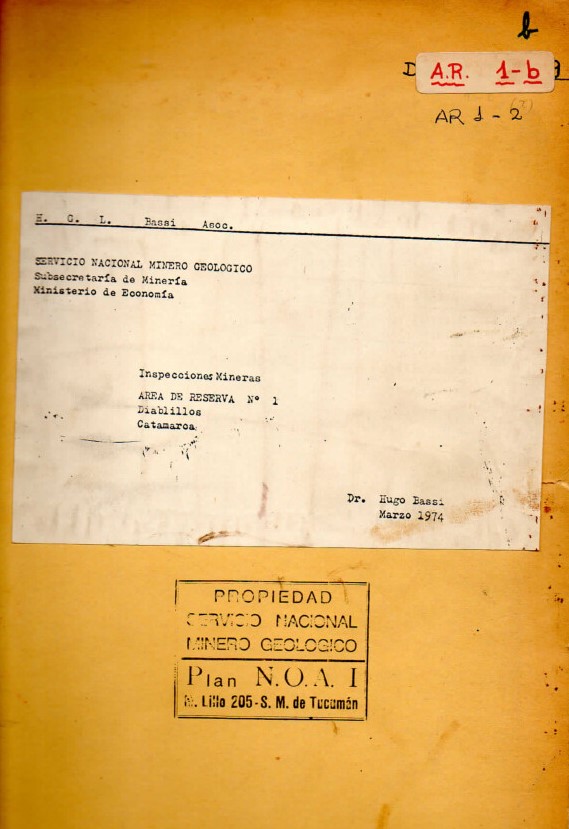 b
A.R. 1-b
AR 1-2
H. G. L. Bassi Asoc.
SERVICIO NACIONAL MINERO GEOLOGICO
Subsecretaría de Minería
Ministerio de Economía
Inspecciones Mineras
AREA DE RESERVA Nº 1
Diablillos
Catamarca
Dr. Hugo Bassi
Marzo 1974
PROPIEDAD
SERVICIO NACIONAL
MINERO GEOLOGICO
Plan N.O.A. I
Lillo 205-S. M. de Tucumán